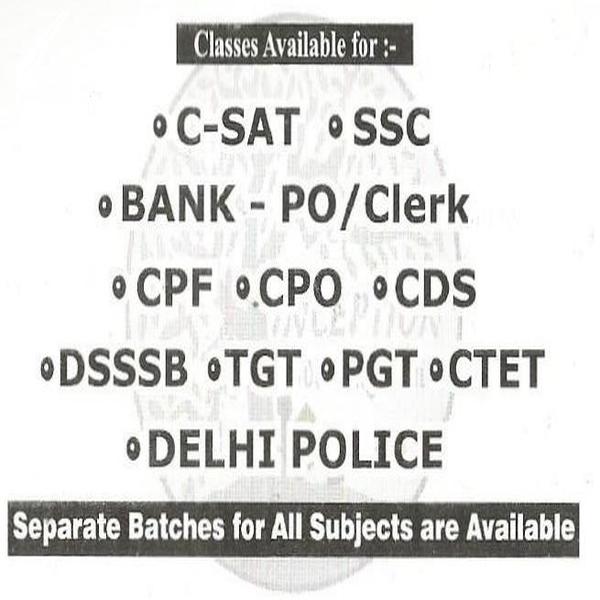 Classes Available for :-
• C-SAT • SSC
• BANK - PO/Clerk
• CPF • CPO • CDS
INCEPTION
• DSSSB • TGT • PGT • CTET
• DELHI POLICE
Separate Batches for All Subjects are Available